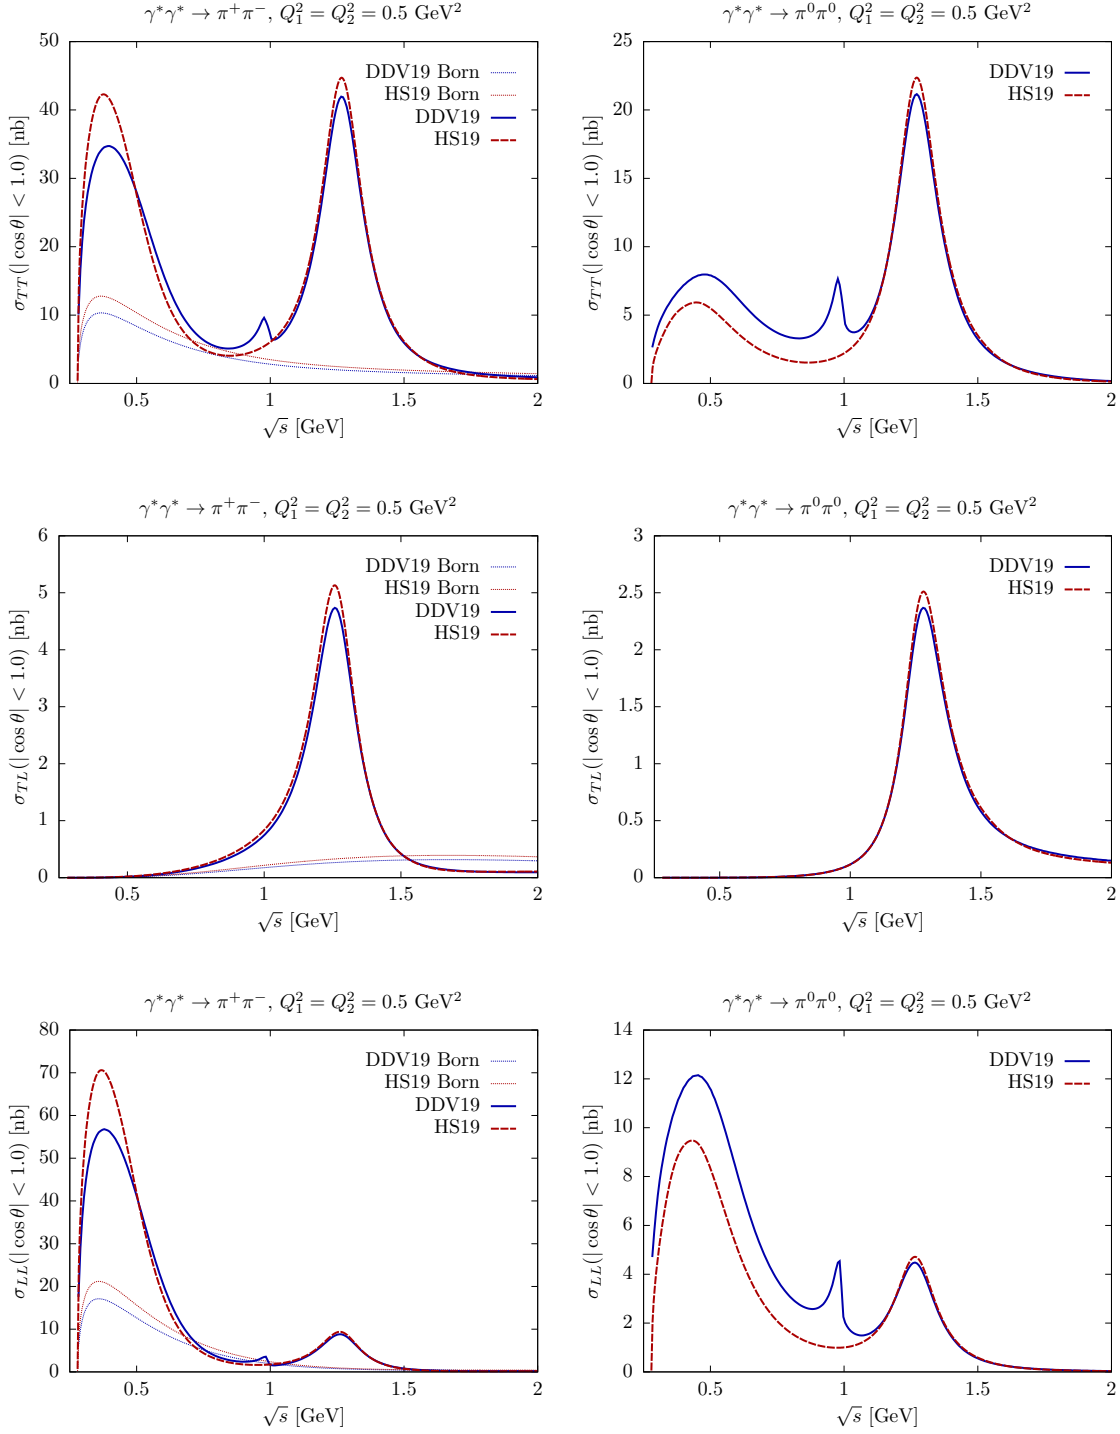 γ*γ* → π⁺π⁻, Q₁² = Q₂² = 0.5 GeV²
50
40
30
20
10
0
σ_TT(| cos θ| < 1.0) [nb]
DDV19 Born
HS19 Born
DDV19
HS19
0.5 1 1.5 2
√s [GeV]
γ*γ* → π⁰π⁰, Q₁² = Q₂² = 0.5 GeV²
25
20
15
10
5
0
σ_TT(| cos θ| < 1.0) [nb]
DDV19
HS19
0.5 1 1.5 2
√s [GeV]
γ*γ* → π⁺π⁻, Q₁² = Q₂² = 0.5 GeV²
6
5
4
3
2
1
0
σ_TL(| cos θ| < 1.0) [nb]
DDV19 Born
HS19 Born
DDV19
HS19
0.5 1 1.5 2
√s [GeV]
γ*γ* → π⁰π⁰, Q₁² = Q₂² = 0.5 GeV²
3
2.5
2
1.5
1
0.5
0
σ_TL(| cos θ| < 1.0) [nb]
DDV19
HS19
0.5 1 1.5 2
√s [GeV]
γ*γ* → π⁺π⁻, Q₁² = Q₂² = 0.5 GeV²
80
70
60
50
40
30
20
10
0
σ_LL(| cos θ| < 1.0) [nb]
DDV19 Born
HS19 Born
DDV19
HS19
0.5 1 1.5 2
√s [GeV]
γ*γ* → π⁰π⁰, Q₁² = Q₂² = 0.5 GeV²
14
12
10
8
6
4
2
0
σ_LL(| cos θ| < 1.0) [nb]
DDV19
HS19
0.5 1 1.5 2
√s [GeV]